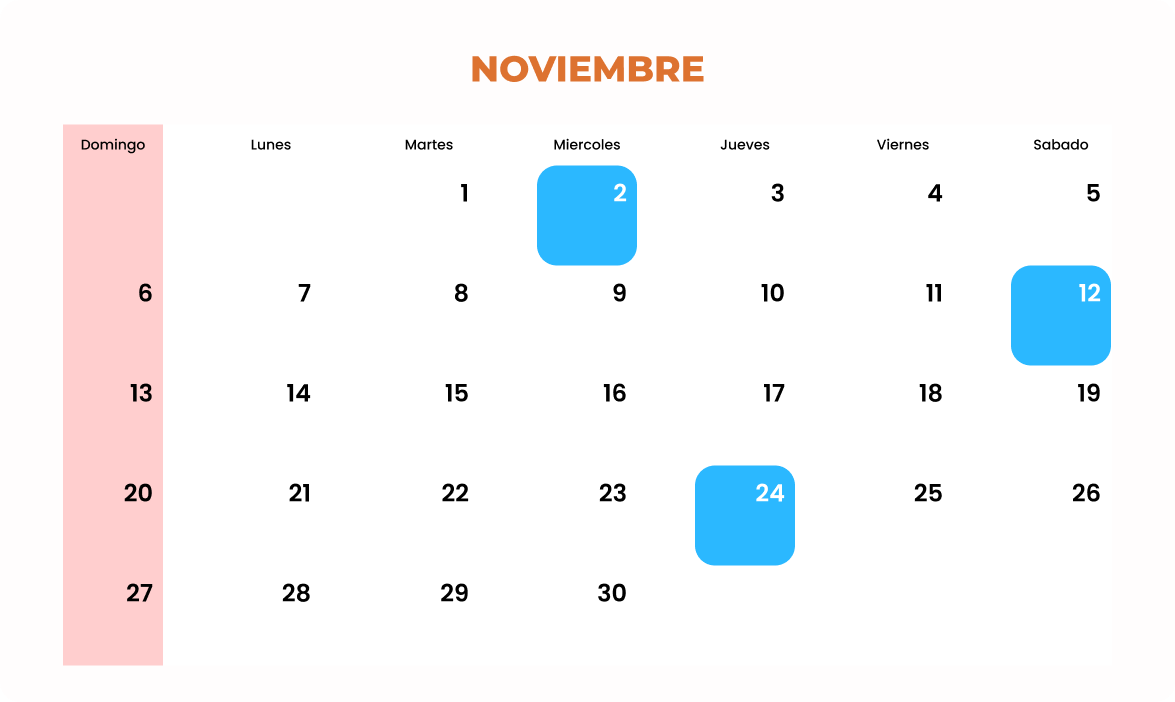 NOVIEMBRE
Domingo Lunes Martes Miercoles Jueves Viernes Sabado
1 2 3 4 5
6 7 8 9 10 11 12
13 14 15 16 17 18 19
20 21 22 23 24 25 26
27 28 29 30